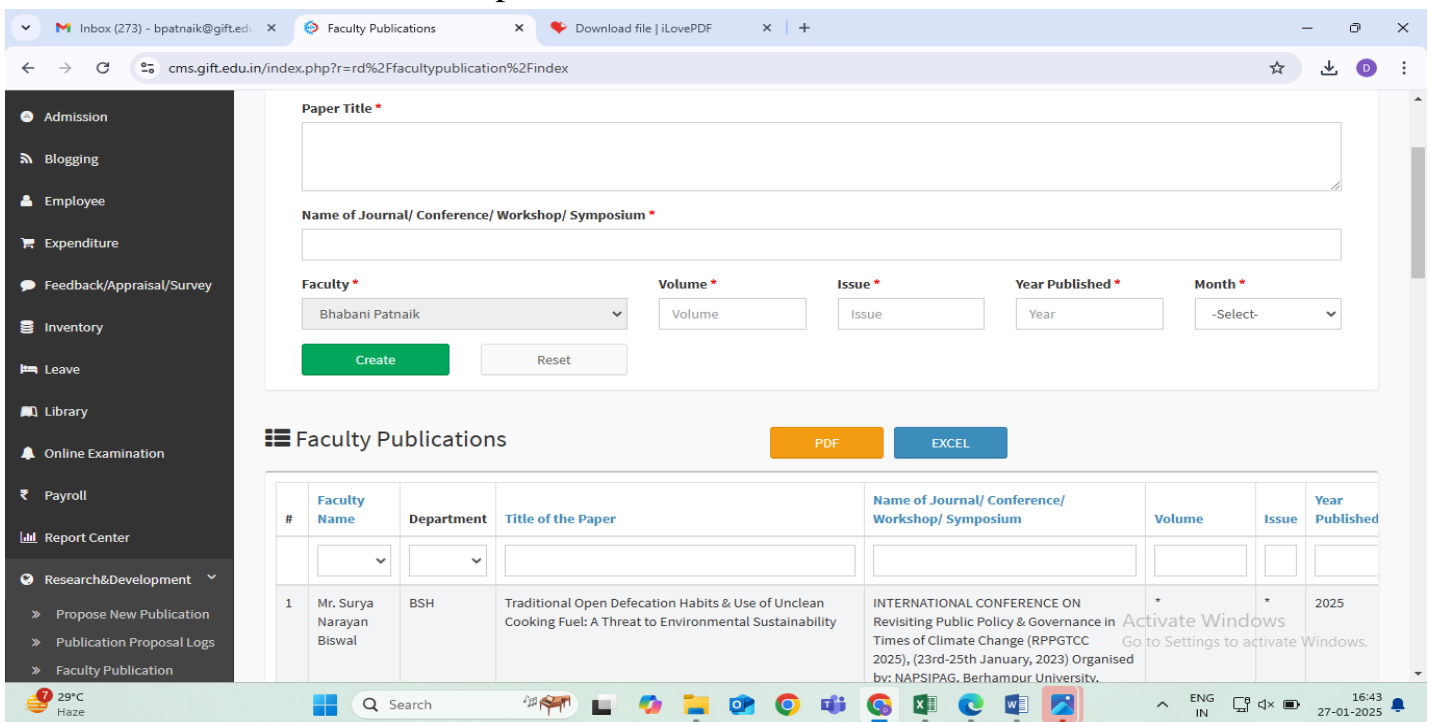 Inbox (273) - bpatnaik@gift.edu
Faculty Publications
Download file | iLovePDF
cms.gift.edu.in/index.php?r=rd%2Ffacultypublication%2Findex
D
Admission
Blogging
Employee
Expenditure
Feedback/Appraisal/Survey
Inventory
Leave
Library
Online Examination
₹ Payroll
Report Center
Research&Development
» Propose New Publication
» Publication Proposal Logs
» Faculty Publication
Paper Title *
Name of Journal/ Conference/ Workshop/ Symposium *
Faculty * Volume * Issue * Year Published * Month *
Bhabani Patnaik Volume Issue Year -Select-
Create Reset
Faculty Publications PDF EXCEL
# Faculty Name Department Title of the Paper Name of Journal/ Conference/ Workshop/ Symposium Volume Issue Year Published
1 Mr. Surya BSH Traditional Open Defecation Habits & Use of Unclean INTERNATIONAL CONFERENCE ON * * 2025
Narayan Cooking Fuel: A Threat to Environmental Sustainability Revisiting Public Policy & Governance in
Biswal Times of Climate Change (RPPGTCC
2025), (23rd-25th January, 2023) Organised
by: NAPSIPAG, Berhampur University,
Activate Windows
Go to Settings to activate Windows.
7 29°C
Haze
Search
ENG
IN
16:43
27-01-2025